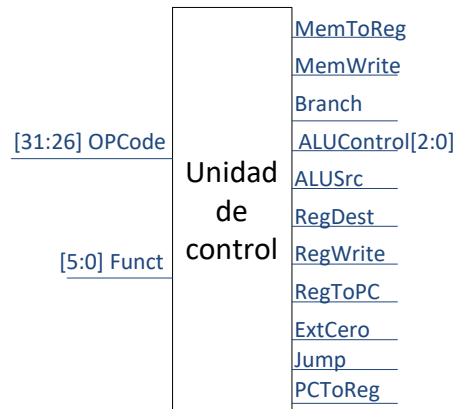 MemToReg
MemWrite
Branch
[31:26] OPCode
ALUControl[2:0]
Unidad
de
control
ALUSrc
RegDest
[5:0] Funct
RegWrite
RegToPC
ExtCero
Jump
PCToReg